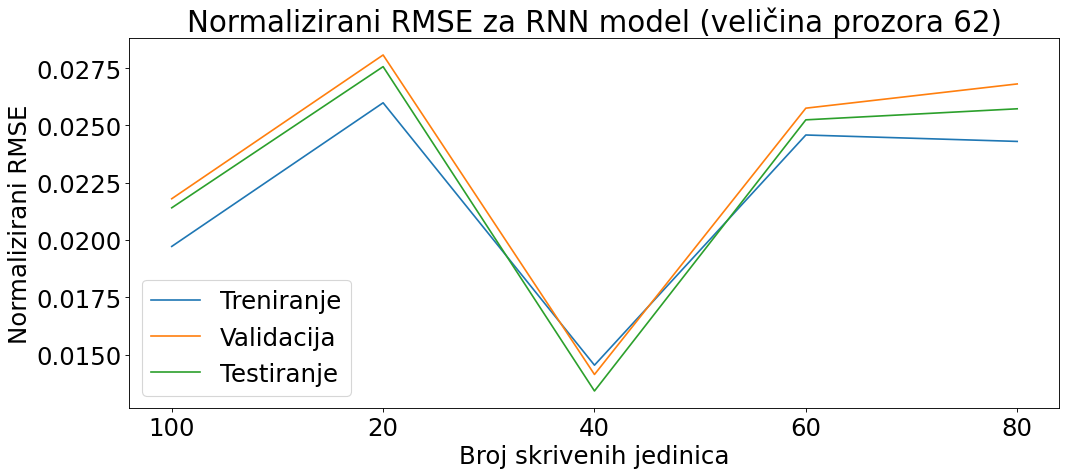 Normalizirani RMSE za RNN model (veličina prozora 62)
Normalizirani RMSE
0.0275
0.0250
0.0225
0.0200
0.0175
0.0150
Treniranje
Validacija
Testiranje
100 20 40 60 80
Broj skrivenih jedinica